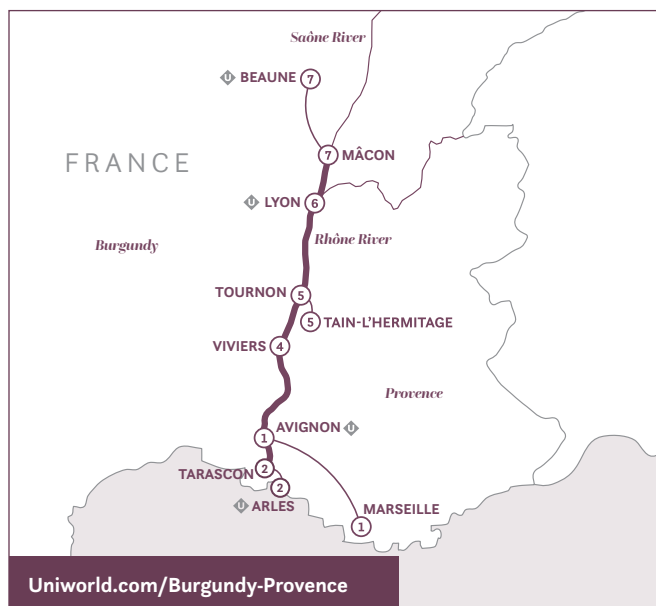 Saône River
U BEAUNE 7
7 MÂCON
FRANCE
U LYON 6
Burgundy
Rhône River
TOURNON 5
5 TAIN-L'HERMITAGE
VIVIERS 4
Provence
1 AVIGNON U
TARASCON 2
2
U ARLES
MARSEILLE
1
Uniworld.com/Burgundy-Provence